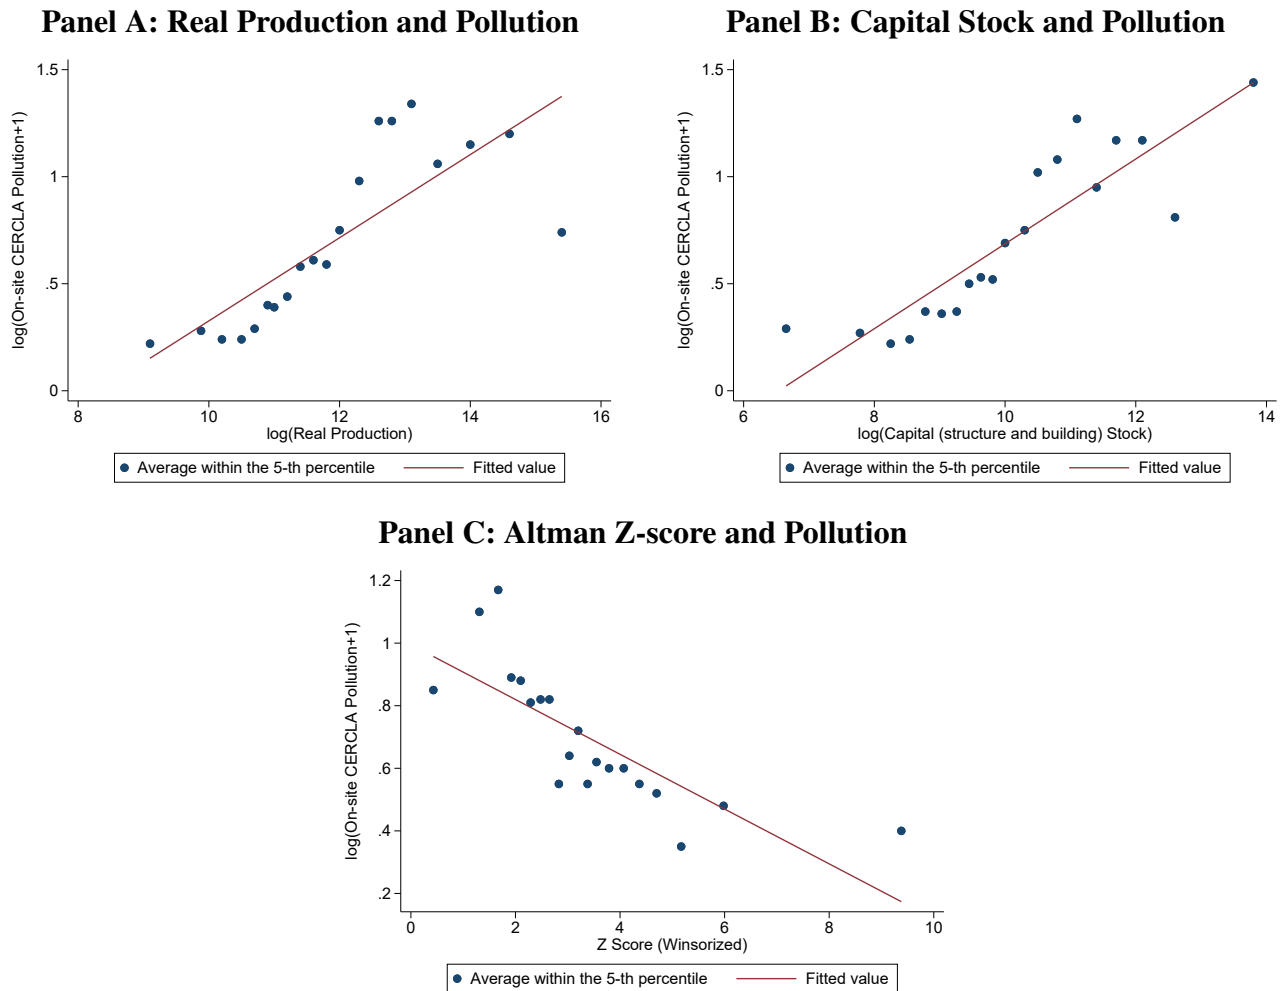 Panel A: Real Production and Pollution
log(On-site CERCLA Pollution+1)
1.5
1
.5
0
8 10 12 14 16
log(Real Production)
Average within the 5-th percentile Fitted value
Panel B: Capital Stock and Pollution
log(On-site CERCLA Pollution+1)
1.5
1
.5
0
6 8 10 12 14
log(Capital (structure and building) Stock)
Average within the 5-th percentile Fitted value
Panel C: Altman Z-score and Pollution
log(On-site CERCLA Pollution+1)
1.2
1
.8
.6
.4
.2
0 2 4 6 8 10
Z Score (Winsorized)
Average within the 5-th percentile Fitted value